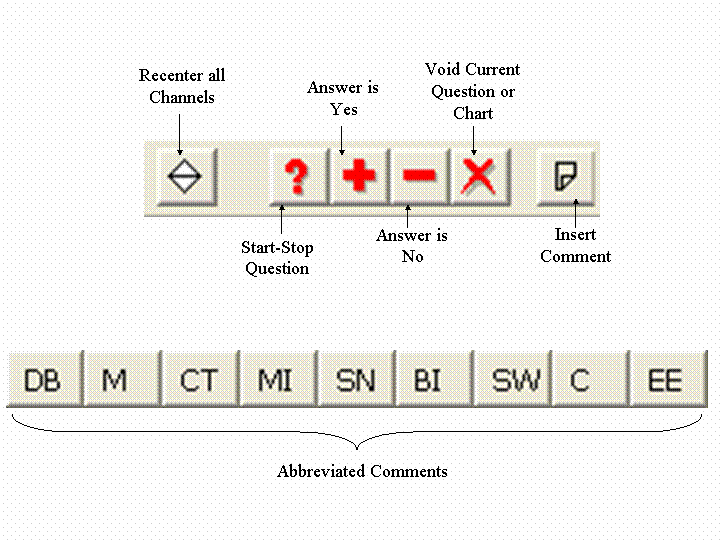 Recenter all
Channels
Answer is
Yes
Void Current
Question or
Chart
?
Start-Stop
Question
Answer is
No
Insert
Comment
DB M CT MI SN BI SW C EE
Abbreviated Comments